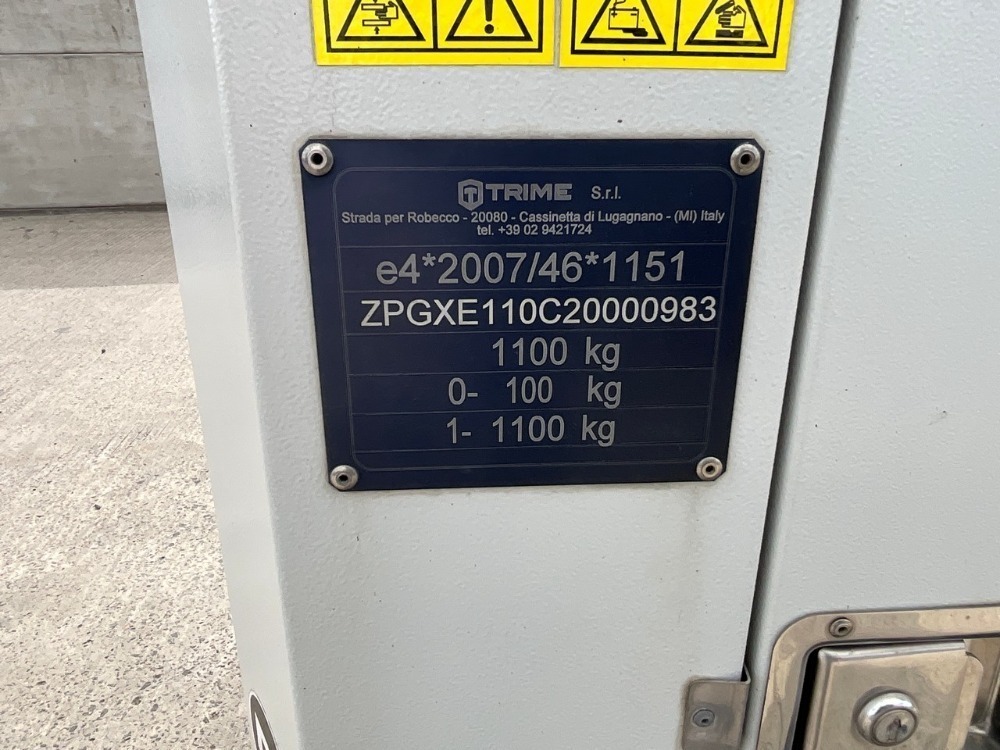 TRIME S.r.l.
Strada per Robecco - 20080 - Cassinetta di Lugagnano - (MI) Italy
tel. +39 02 9421724
e4*2007/46*1151
ZPGXE110C20000983
1100 kg
0- 100 kg
1- 1100 kg